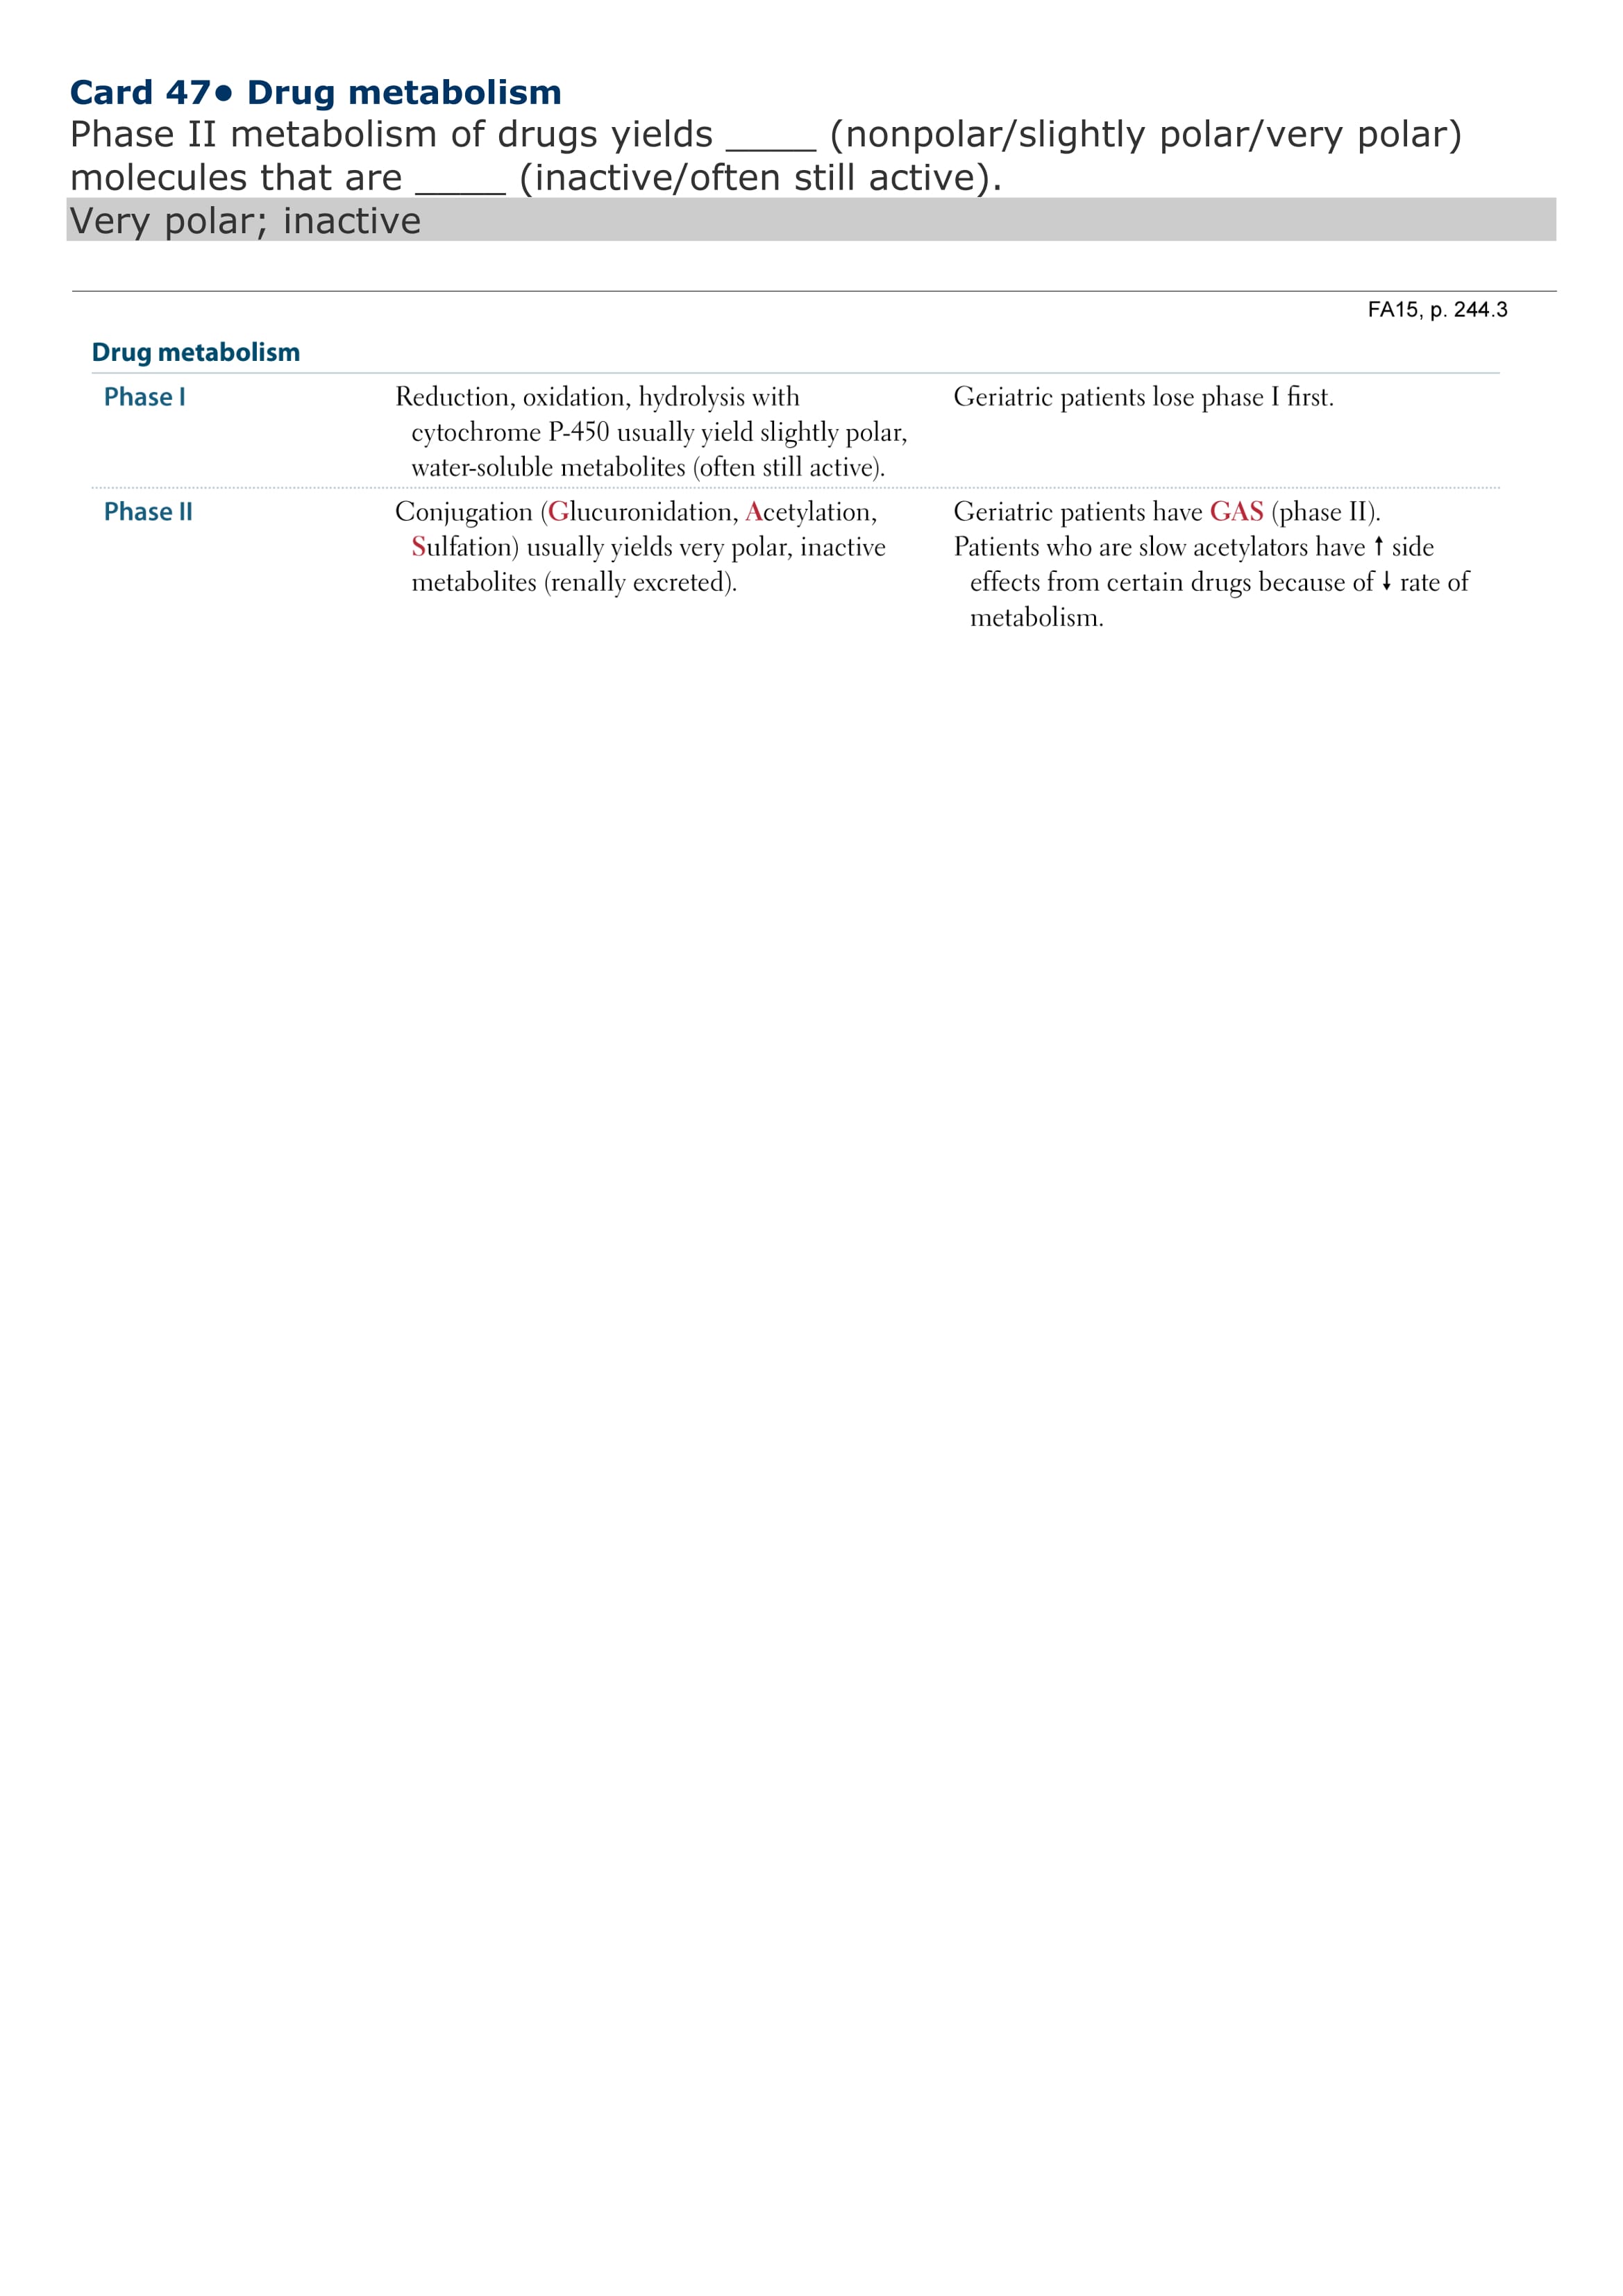 Card 47● Drug metabolism
Phase II metabolism of drugs yields ____ (nonpolar/slightly polar/very polar)
molecules that are ____ (inactive/often still active).
Very polar; inactive
FA15, p. 244.3
Drug metabolism
Phase I
Reduction, oxidation, hydrolysis with
cytochrome P-450 usually yield slightly polar,
water-soluble metabolites (often still active).
Geriatric patients lose phase I first.
Phase II
Conjugation (Glucuronidation, Acetylation,
Sulfation) usually yields very polar, inactive
metabolites (renally excreted).
Geriatric patients have GAS (phase II).
Patients who are slow acetylators have ↑ side
effects from certain drugs because of ↓ rate of
metabolism.